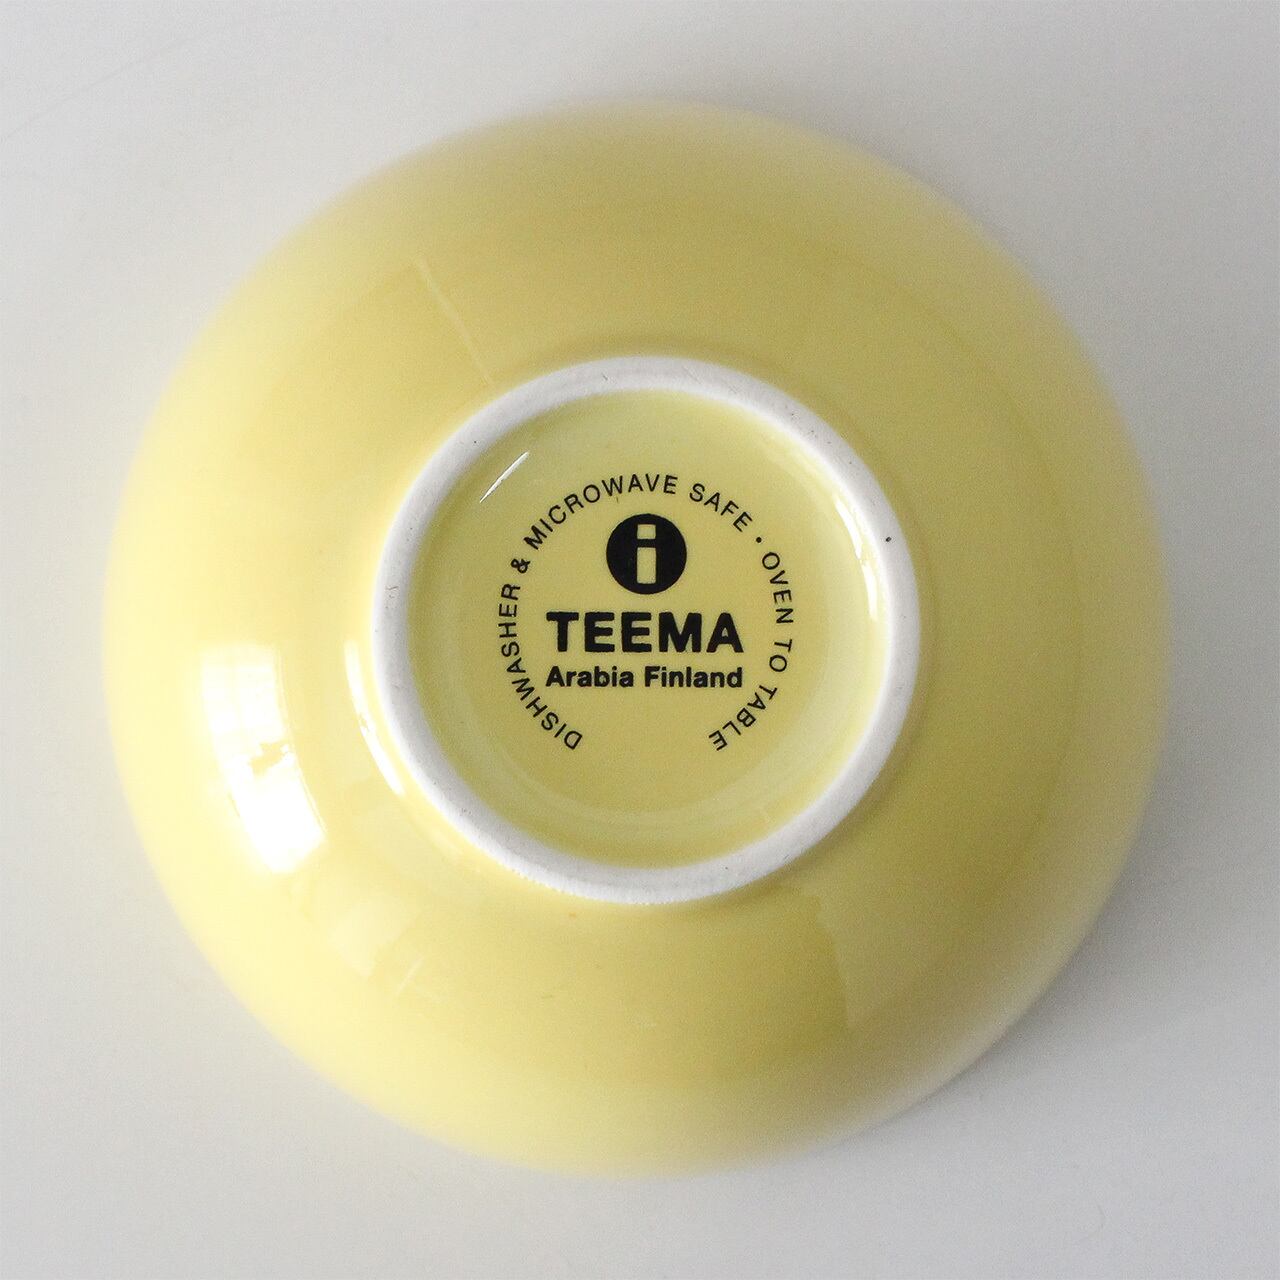 DISHWASHER & MICROWAVE SAFE • OVEN TO TABLE
i
TEEMA
Arabia Finland